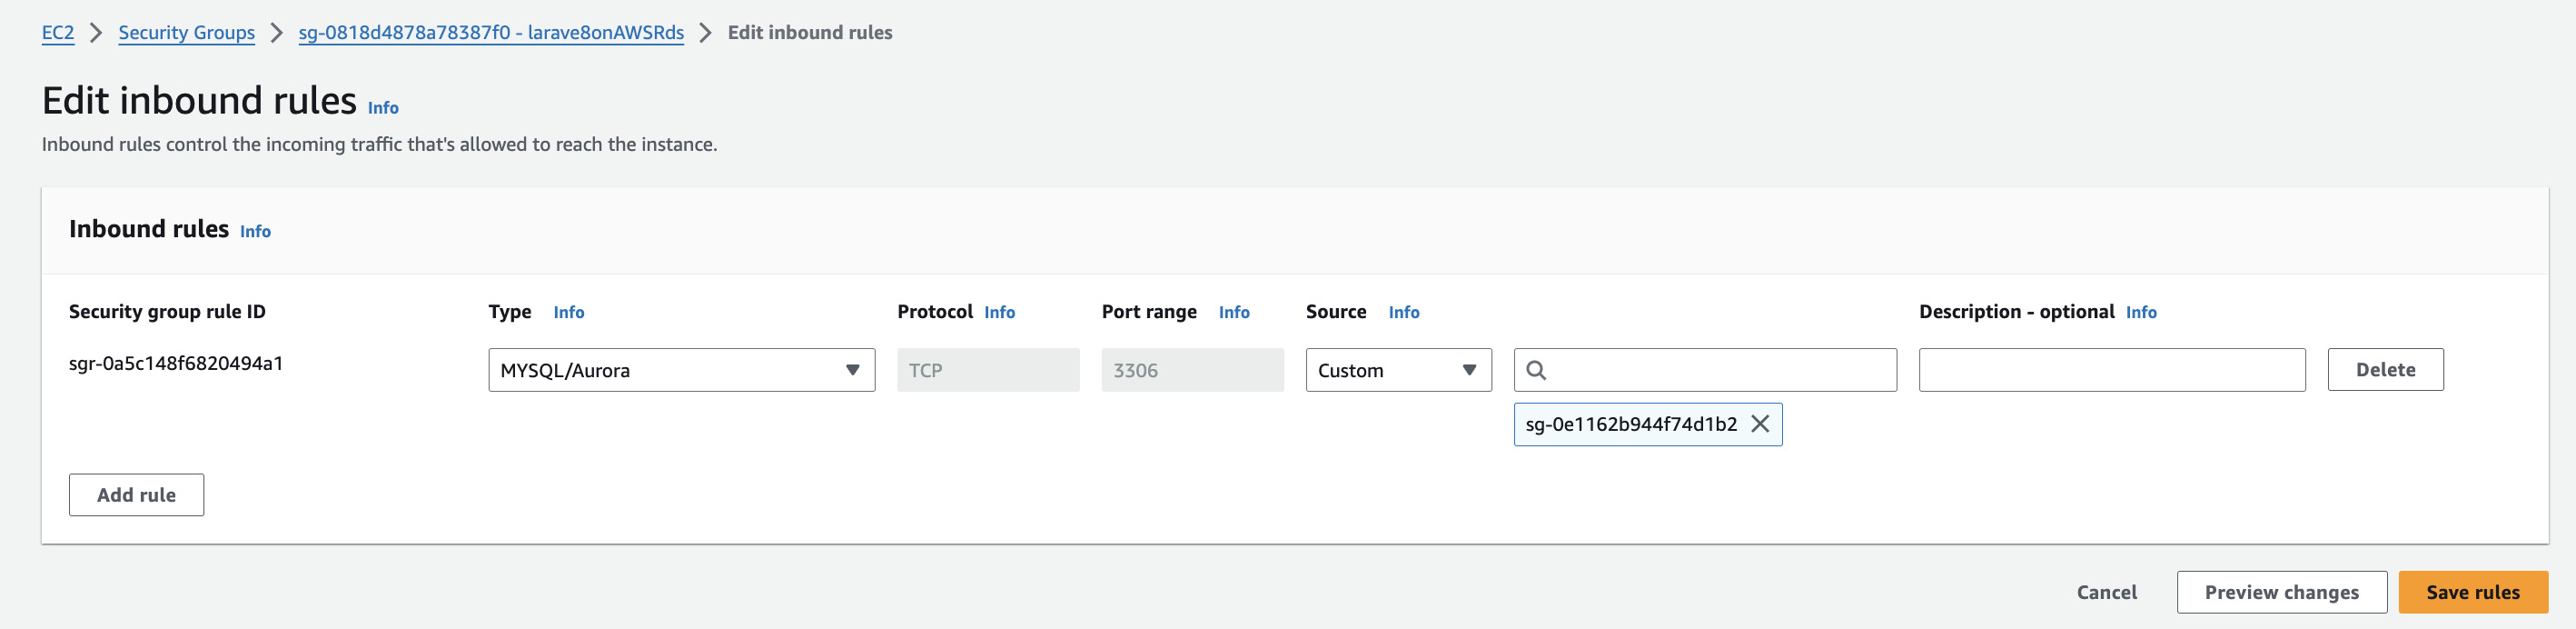 EC2 > Security Groups > sg-0818d4878a78387f0 - larave8onAWSRds > Edit inbound rules
Edit inbound rules Info
Inbound rules control the incoming traffic that's allowed to reach the instance.
Inbound rules Info
Security group rule ID Type Info Protocol Info Port range Info Source Info Description - optional Info
sgr-0a5c148f6820494a1 MYSQL/Aurora TCP 3306 Custom Delete
sg-0e1162b944f74d1b2
Add rule
Cancel Preview changes Save rules